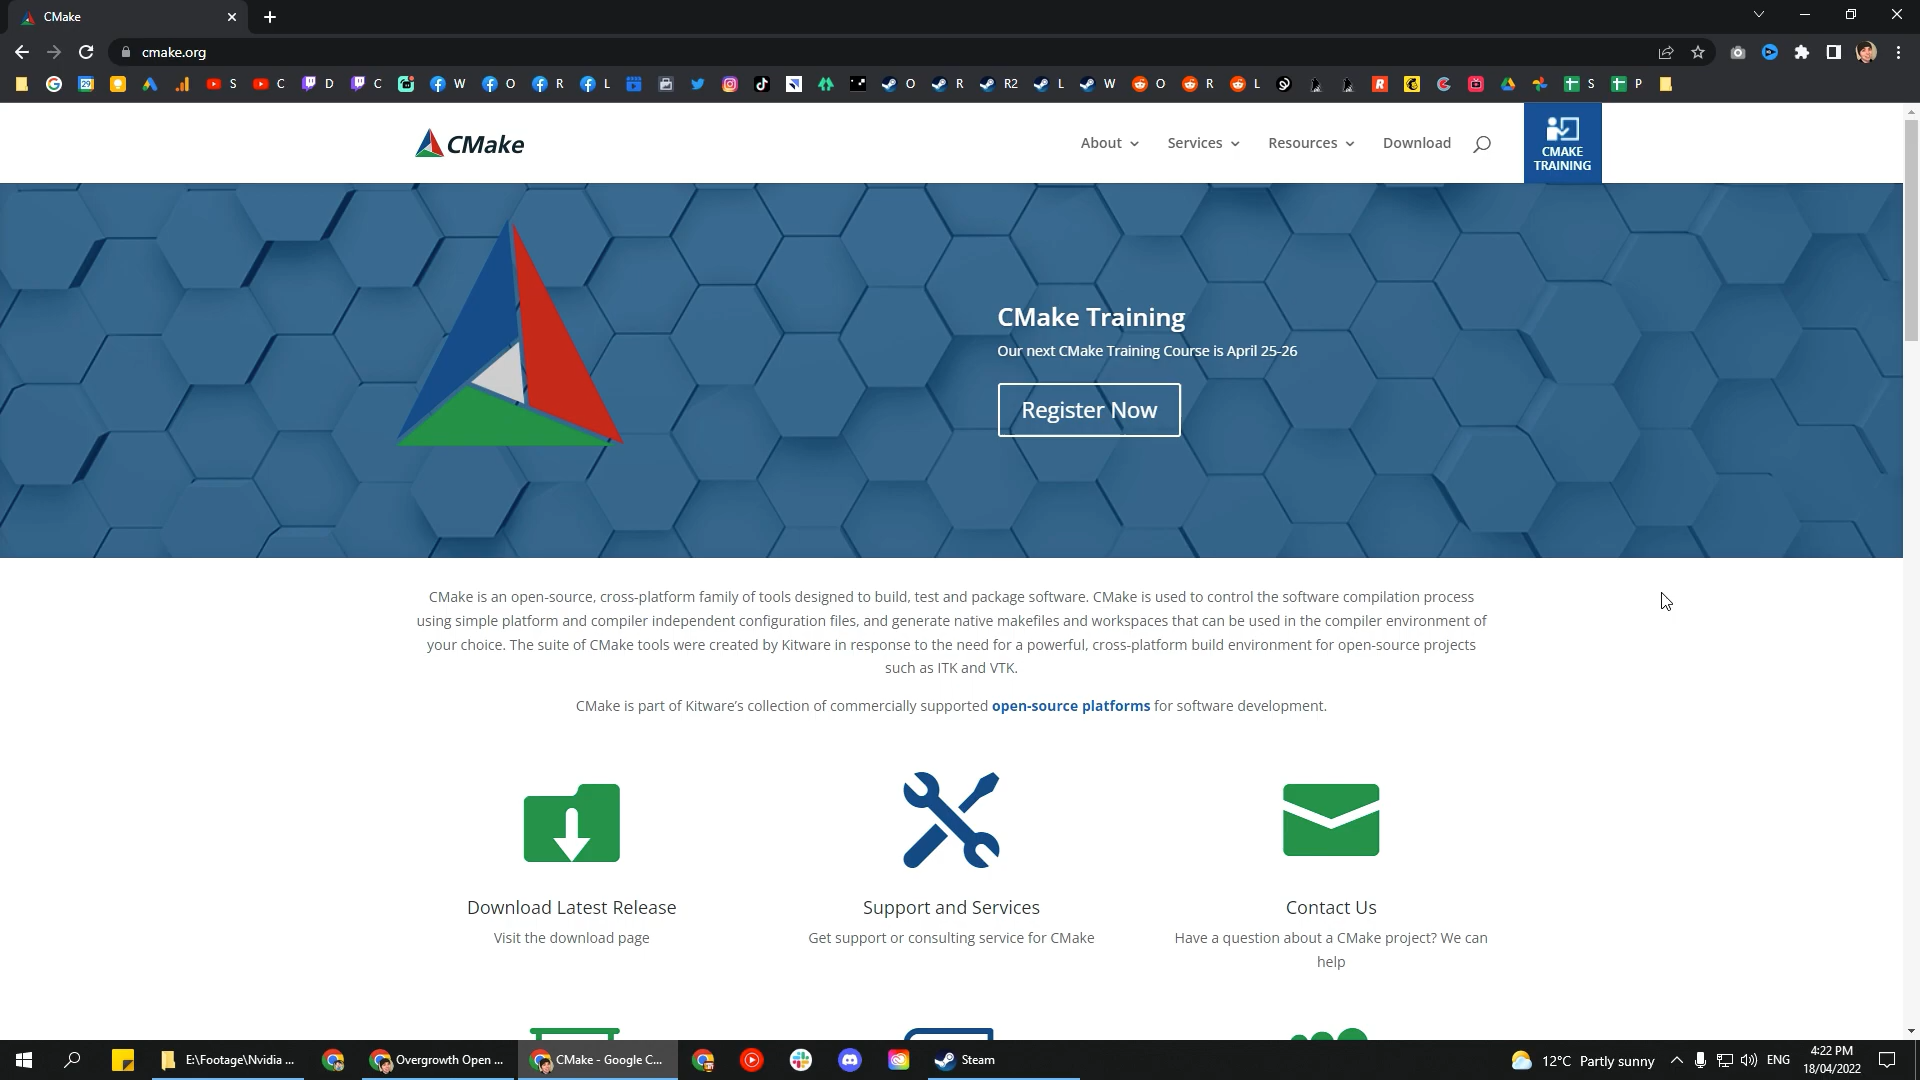 CMake
cmake.org
S
C
D
C
W
O
R
L
O
R
R2
L
W
O
R
L
S
P
CMake
About
Services
Resources
Download
CMAKE
TRAINING
CMake Training
Our next CMake Training Course is April 25-26
Register Now
CMake is an open-source, cross-platform family of tools designed to build, test and package software. CMake is used to control the software compilation process
using simple platform and compiler independent configuration files, and generate native makefiles and workspaces that can be used in the compiler environment of
your choice. The suite of CMake tools were created by Kitware in response to the need for a powerful, cross-platform build environment for open-source projects
such as ITK and VTK.
CMake is part of Kitware's collection of commercially supported open-source platforms for software development.
Download Latest Release
Visit the download page
Support and Services
Get support or consulting service for CMake
Contact Us
Have a question about a CMake project? We can
help
E:\Footage\Nvidia ...
Overgrowth Open ...
CMake - Google C...
Steam
12°C Partly sunny
ENG
4:22 PM
18/04/2022